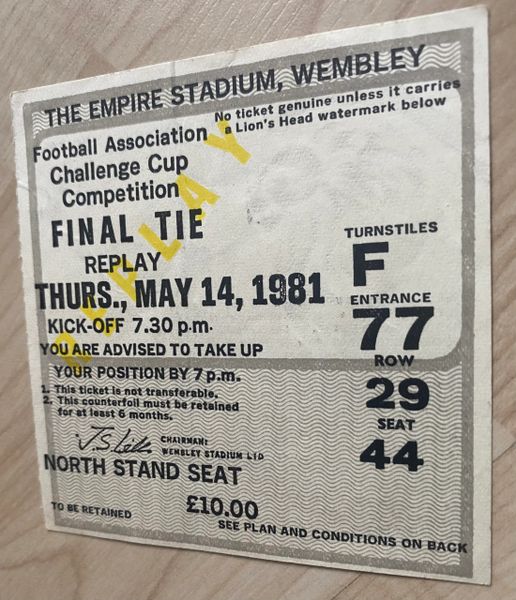 THE EMPIRE STADIUM, WEMBLEY
No ticket genuine unless it carries
a Lion's Head watermark below
Football Association
Challenge Cup
Competition
FINAL TIE
REPLAY
THURS., MAY 14, 1981
KICK-OFF 7.30 p.m.
YOU ARE ADVISED TO TAKE UP
YOUR POSITION BY 7 p.m.
REPLAY
TURNSTILES
F
ENTRANCE
77
ROW
29
SEAT
44
1. This ticket is not transferable.
2. This counterfoil must be retained
for at least 6 months.
CHAIRMAN:
WEMBLEY STADIUM LTD
NORTH STAND SEAT
£10.00
TO BE RETAINED
SEE PLAN AND CONDITIONS ON BACK